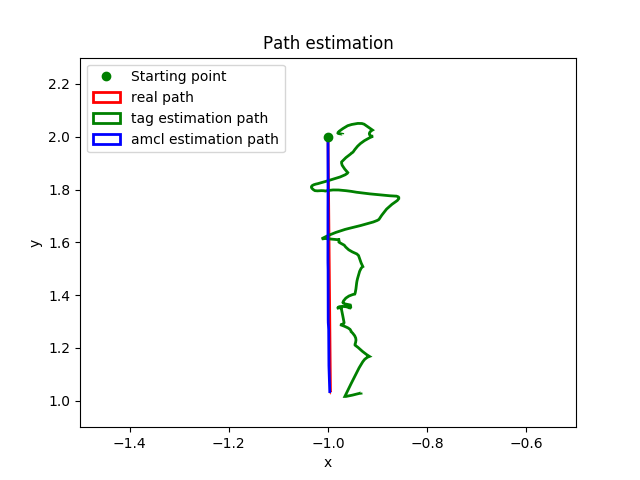 Path estimation
Starting point
real path
tag estimation path
amcl estimation path
2.2
2.0
1.8
1.6
1.4
1.2
1.0
y
−1.4
−1.2
−1.0
−0.8
−0.6
x